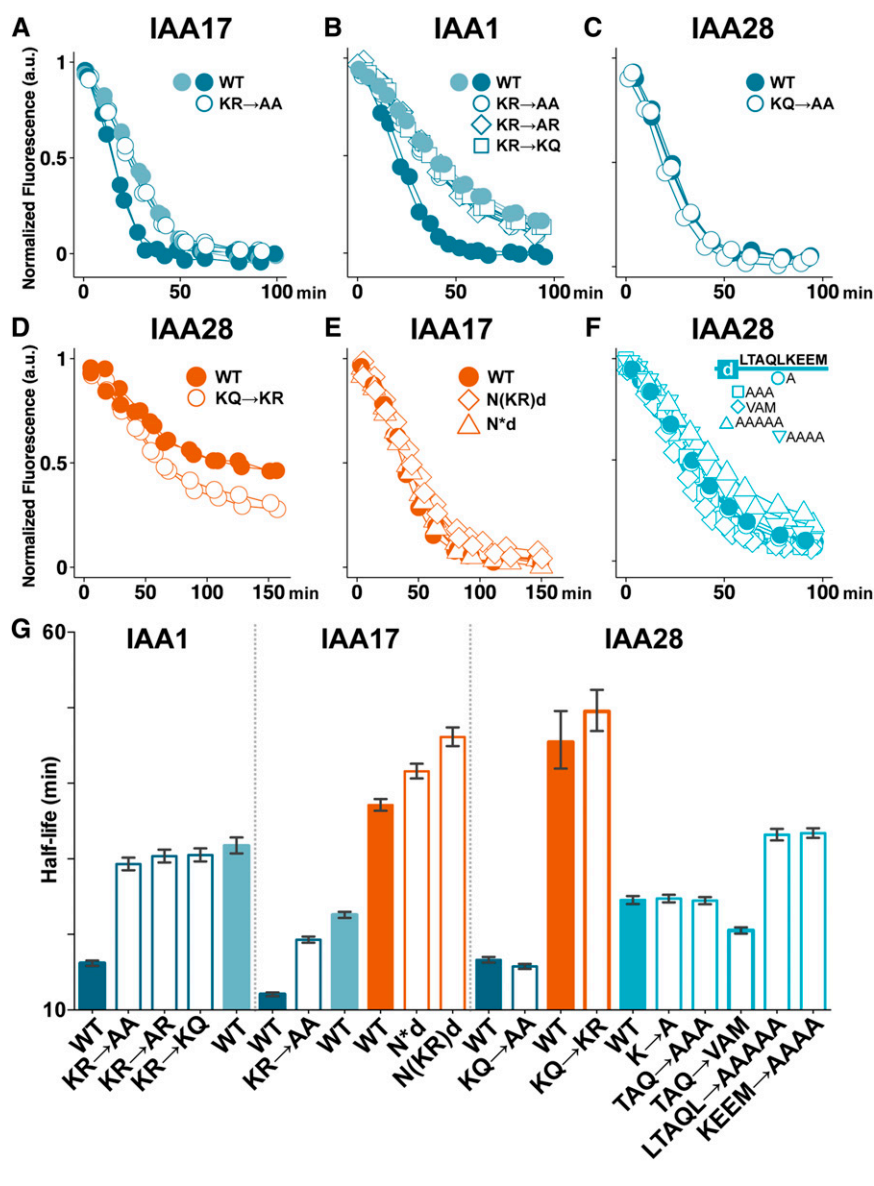 A IAA17
Normalized Fluorescence (a.u.)
1
0.5
0
WT
KR→AA
0 50 100 min
B IAA1
WT
KR→AA
KR→AR
KR→KQ
0 50 100 min
C IAA28
WT
KQ→AA
0 50 100 min
D IAA28
Normalized Fluorescence (a.u.)
1
0.5
0
WT
KQ→KR
0 50 100 150 min
E IAA17
WT
N(KR)d
N*d
0 50 100 150 min
F IAA28
d LTAQLKEEM
A
AAA
VAM
AAAAA
AAAA
0 50 100 min
G
IAA1 IAA17 IAA28
Half-life (min)
60
10
WT
KR→AA
KR→AR
KR→KQ
WT
WT
KR→AA
WT
WT
N*d
N(KR)d
WT
KQ→AA
WT
KQ→KR
WT
K→A
TAQ→AAA
TAQ→VAM
LTAQL→AAAAA
KEEM→AAAA